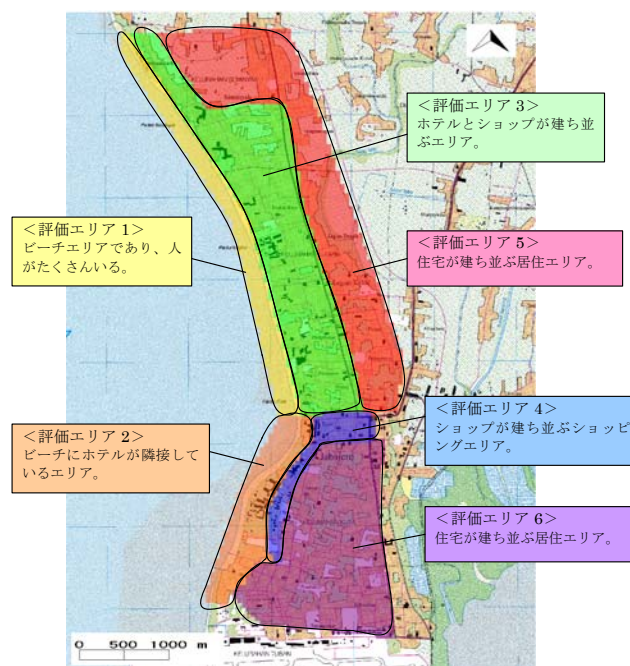 <評価エリア 3>
ホテルとショップが建ち並
ぶエリア。
<評価エリア 1>
ビーチエリアであり、人
がたくさんいる。
<評価エリア 5>
住宅が建ち並ぶ居住エリア。
<評価エリア 4>
ショップが建ち並ぶショッピ
ングエリア。
<評価エリア 2>
ビーチにホテルが隣接して
いるエリア。
<評価エリア 6>
住宅が建ち並ぶ居住エリア。
0 500 1000 m
KELURAHAN TUBAN